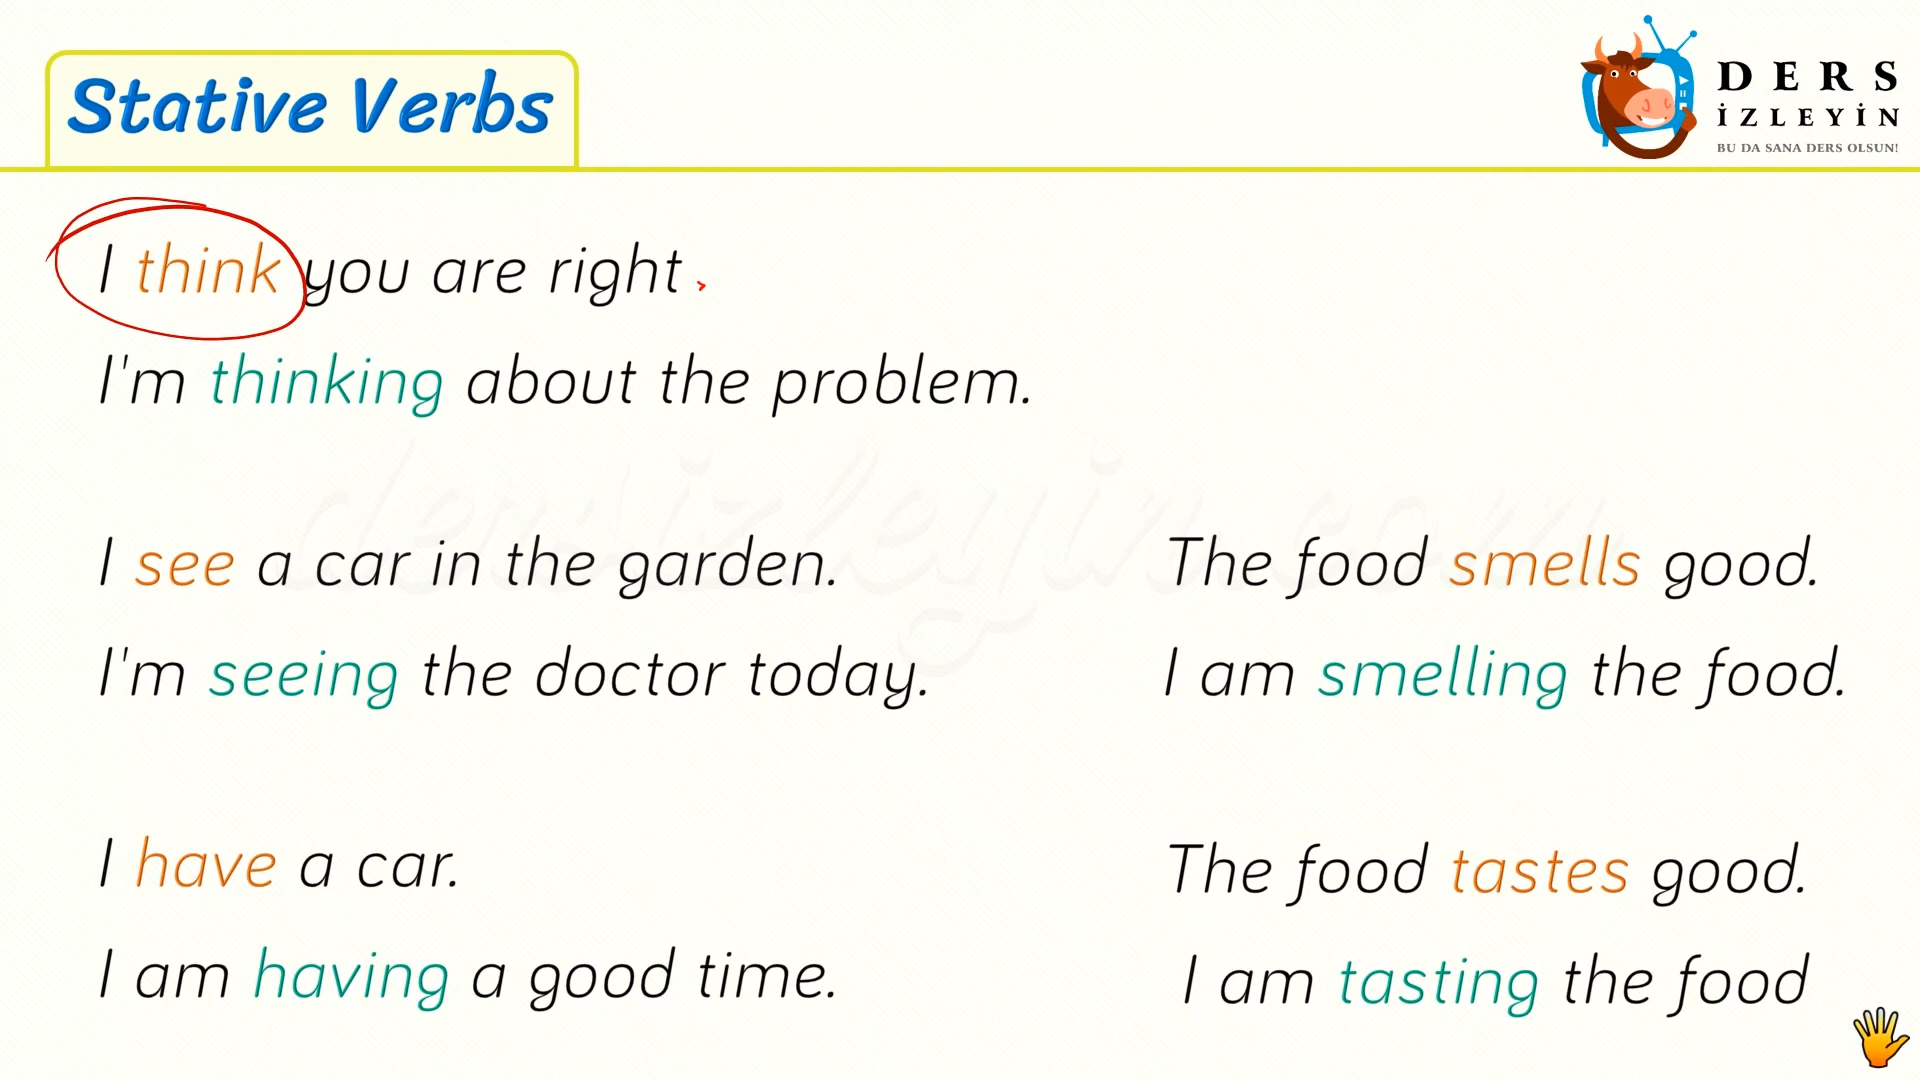 Stative Verbs
DERS
İZLEYİN
BU DA SANA DERS OLSUN!
I think you are right.
I'm thinking about the problem.
dersizleyin.com
I see a car in the garden.
I'm seeing the doctor today.
I have a car.
I am having a good time.
The food smells good.
I am smelling the food.
The food tastes good.
I am tasting the food